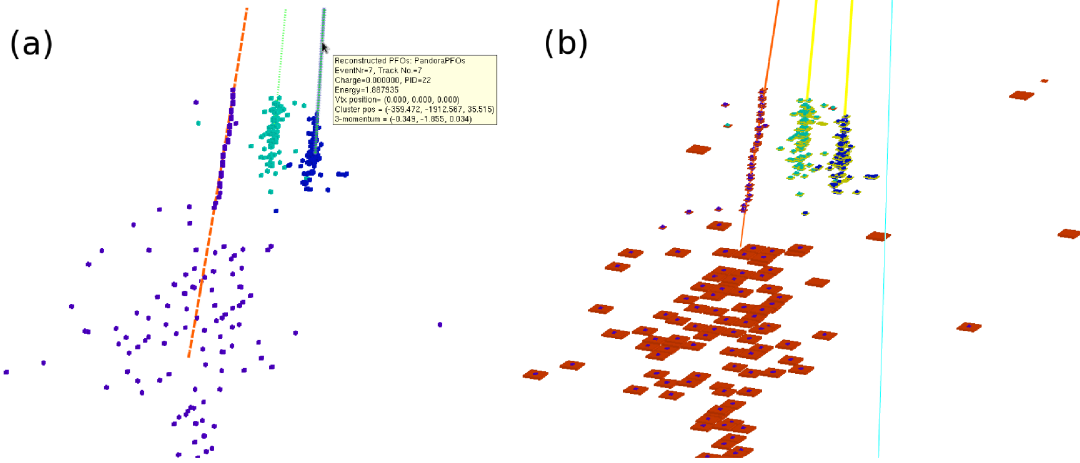 (a)
(b)
Reconstructed PFOs: PandoraPFOs
EventNr=7, Track No.=7
Charge=0.000000, PID=22
Energy=1.887935
Vtx position= (0.000, 0.000, 0.000)
Cluster pos = (-359.472, -1912.567, 35.515)
3-momentum = (-0.349, -1.855, 0.034)